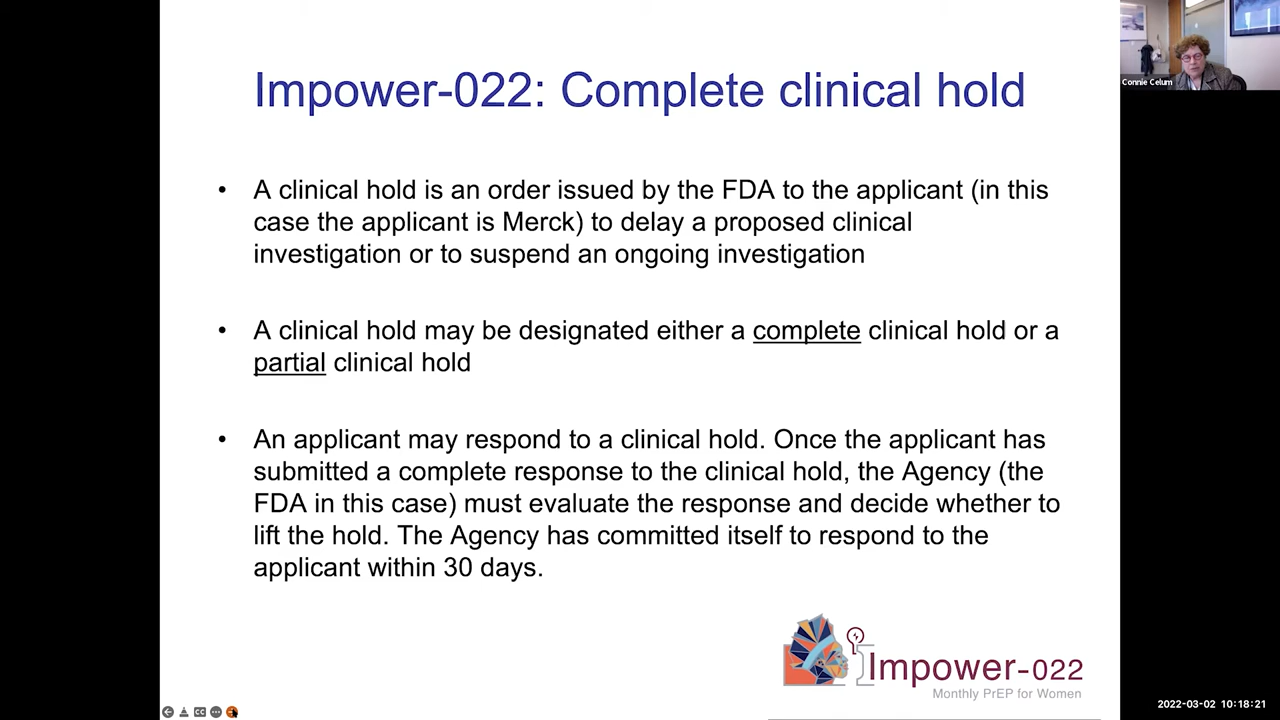 Impower-022: Complete clinical hold
Connie Celum
• A clinical hold is an order issued by the FDA to the applicant (in this
case the applicant is Merck) to delay a proposed clinical
investigation or to suspend an ongoing investigation
• A clinical hold may be designated either a complete clinical hold or a
partial clinical hold
• An applicant may respond to a clinical hold. Once the applicant has
submitted a complete response to the clinical hold, the Agency (the
FDA in this case) must evaluate the response and decide whether to
lift the hold. The Agency has committed itself to respond to the
applicant within 30 days.
Impower-022
Monthly PrEP for Women
CC
2022-03-02 10:18:21